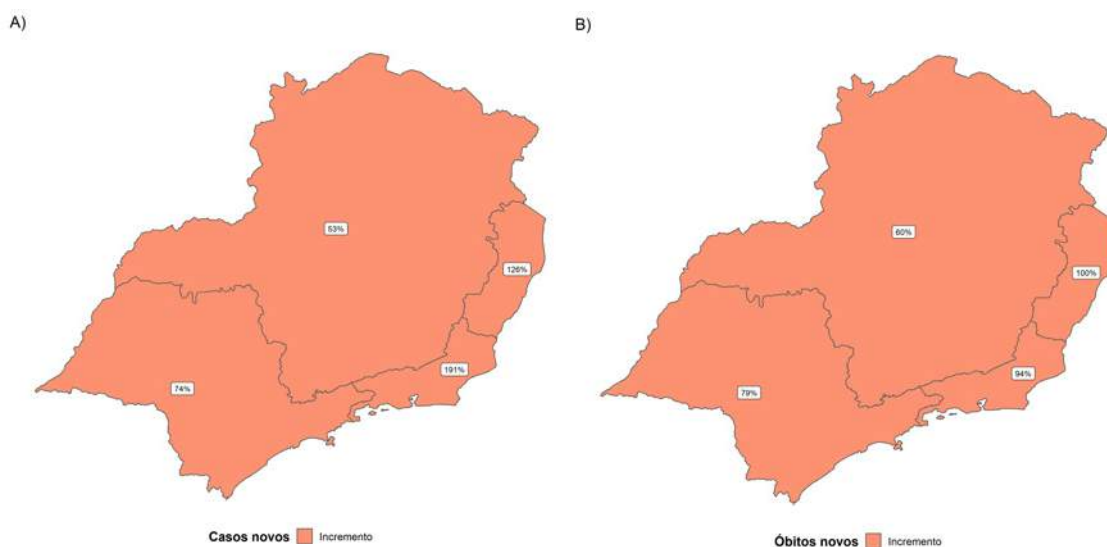 A)
53%
126%
191%
74%
Casos novos Incremento
B)
60%
100%
94%
79%
Óbitos novos Incremento